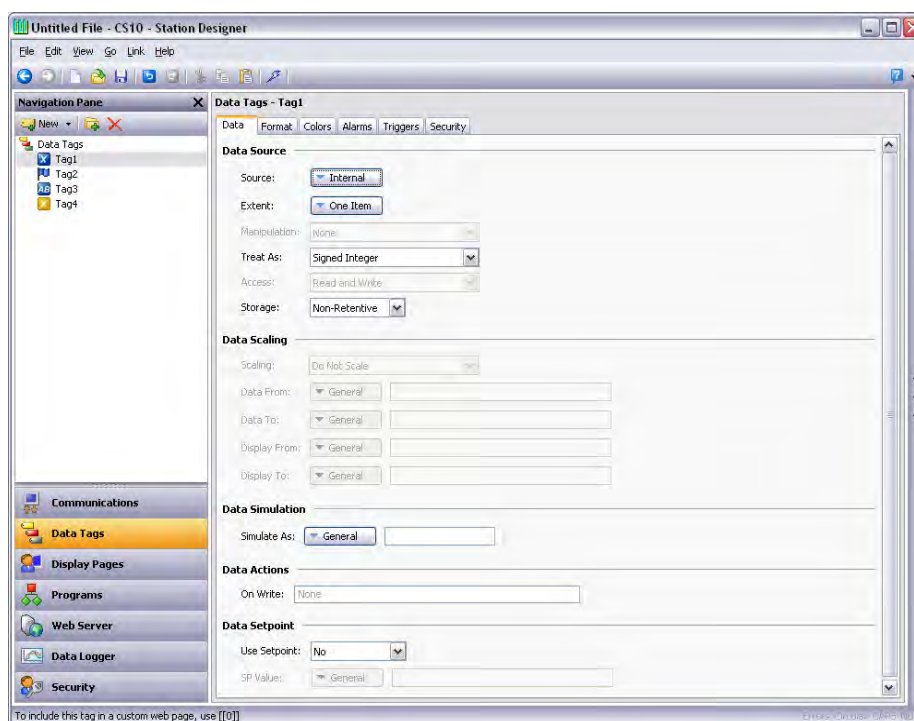 Untitled File - CS10 - Station Designer
File Edit View Go Link Help
Navigation Pane
New
Data Tags
Tag1
Tag2
Tag3
Tag4
Communications
Data Tags
Display Pages
Programs
Web Server
Data Logger
Security
Data Tags - Tag1
Data Format Colors Alarms Triggers Security
Data Source
Source: Internal
Extent: One Item
Manipulation: None
Treat As: Signed Integer
Access: Read and Write
Storage: Non-Retentive
Data Scaling
Scaling: Do Not Scale
Data From: General
Data To: General
Display From: General
Display To: General
Data Simulation
Simulate As: General
Data Actions
On Write: None
Data Setpoint
Use Setpoint: No
SP Value: General
To include this tag in a custom web page, use [[0]]